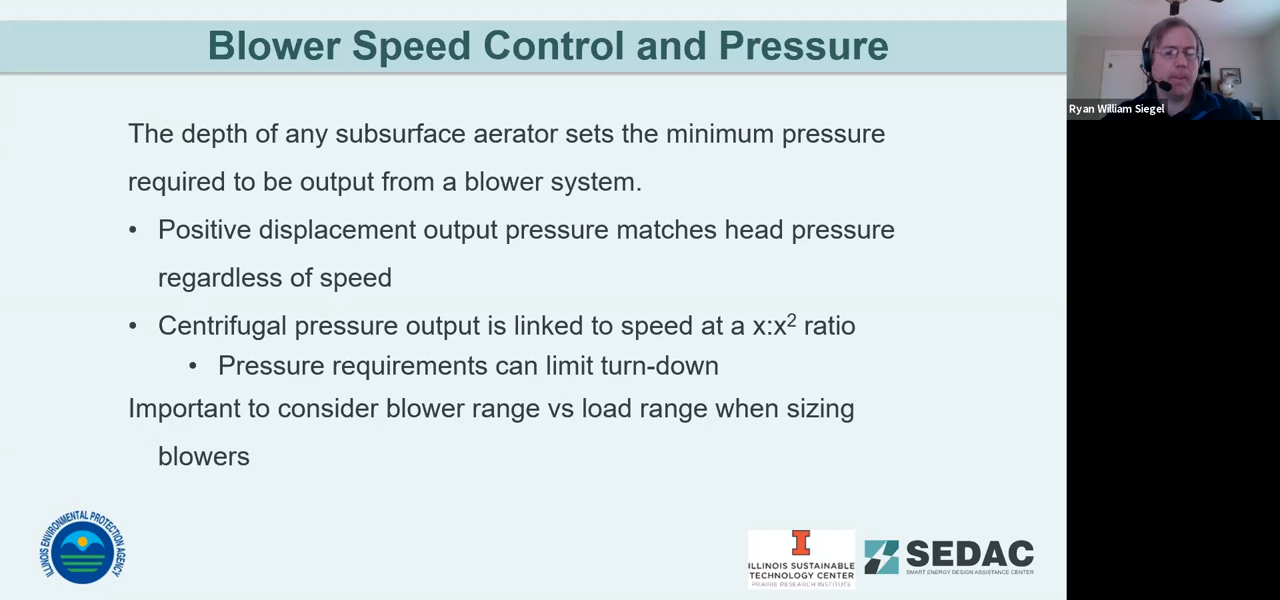 Blower Speed Control and Pressure
Ryan William Siegel
The depth of any subsurface aerator sets the minimum pressure
required to be output from a blower system.
• Positive displacement output pressure matches head pressure
regardless of speed
• Centrifugal pressure output is linked to speed at a x:x² ratio
• Pressure requirements can limit turn-down
Important to consider blower range vs load range when sizing
blowers
ILLINOIS ENVIRONMENTAL PROTECTION AGENCY
I
ILLINOIS SUSTAINABLE
TECHNOLOGY CENTER
PRAIRIE RESEARCH INSTITUTE
SEDAC
SMART ENERGY DESIGN ASSISTANCE CENTER